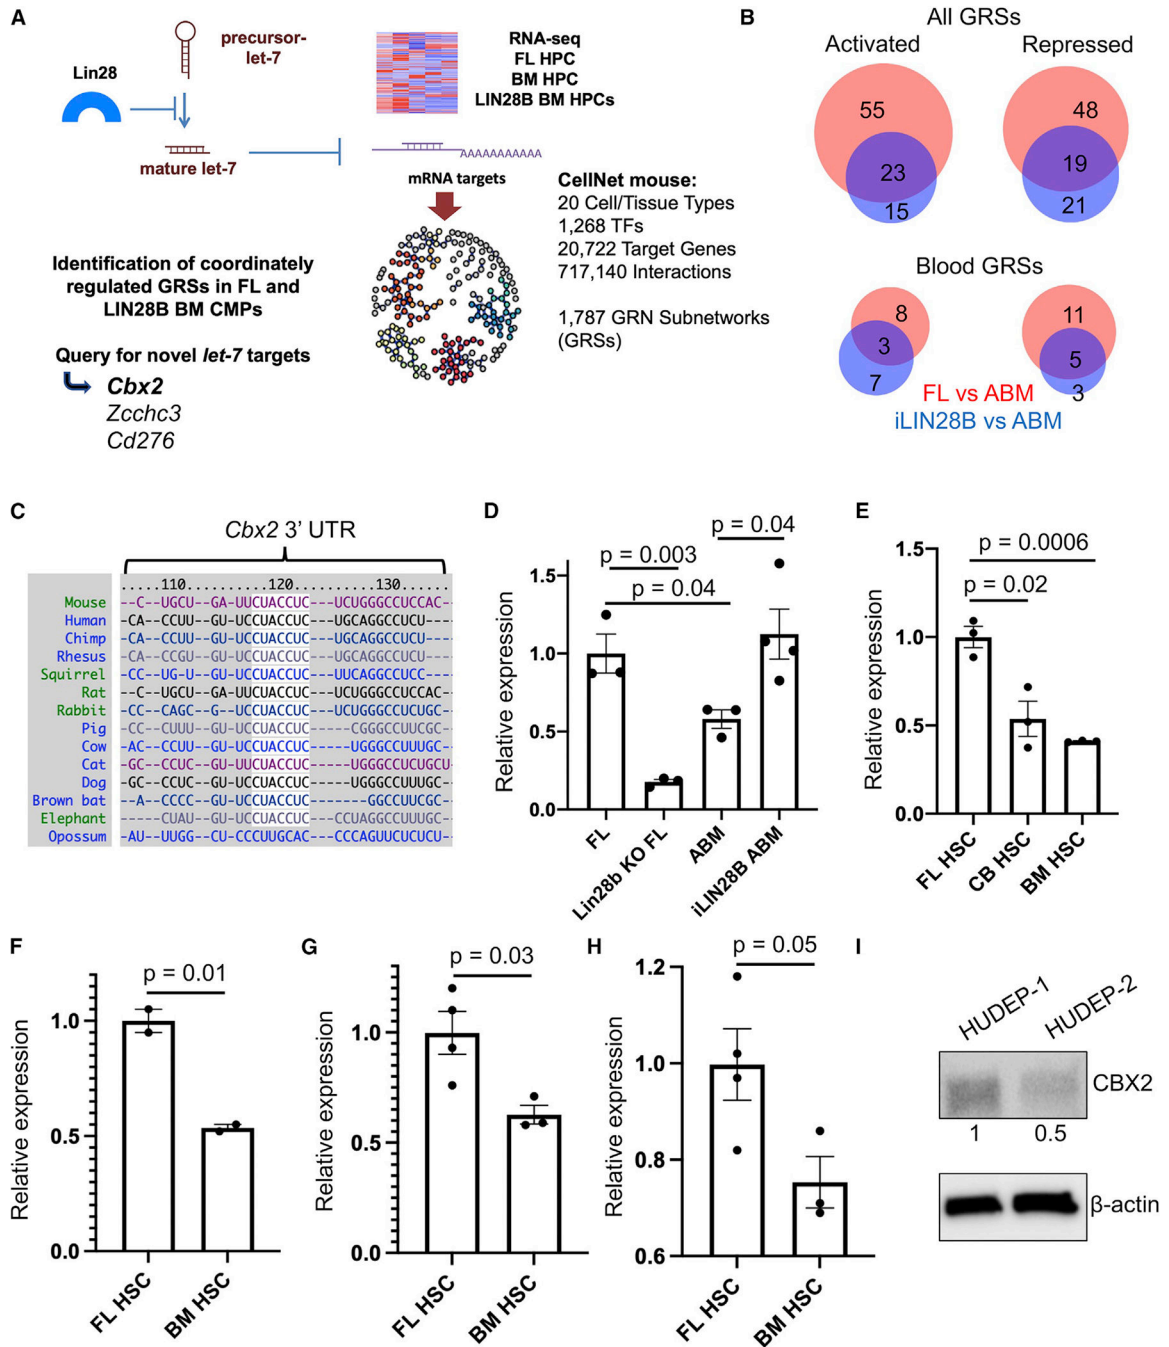 A
precursor-
let-7
Lin28
mature let-7
RNA-seq
FL HPC
BM HPC
LIN28B BM HPCs
AAAAAAAAAAA
mRNA targets
CellNet mouse:
20 Cell/Tissue Types
1,268 TFs
20,722 Target Genes
717,140 Interactions
1,787 GRN Subnetworks
(GRSs)
Identification of coordinately
regulated GRSs in FL and
LIN28B BM CMPs
Query for novel let-7 targets
Cbx2
Zcchc3
Cd276
B
All GRSs
Activated Repressed
55 48
23 19
15 21
Blood GRSs
8 11
3 5
7 3
FL vs ABM
iLIN28B vs ABM
C
Cbx2 3' UTR
.....110.......120.......130......
Mouse --C--UGCU--GA-UUCUACCUC---UCUGGGCCUCCAC-
Human -CA--CCUU--GU-UCCUACCUC---UGCAGGCCUCU----
Chimp -CA--CCUU--GU-UCCUACCUC---UGCAGGCCUCU----
Rhesus -CA--CCGU--GU-UCCUACCUC---UGCAGGCCUCU----
Squirrel -CC--UG-U--GU-UCCUACCUC---UUCAGGCCUCC----
Rat --C--UGCU--GA-UUCUACCUC---UCUGGGCCUCCAC--
Rabbit -CC--CAGC--G--UUCUACCUC---UCUGGGCCUCUGC--
Pig -CC--CUUU--GU-UCCUACCUC-----CGGGCCUUCGC--
Cow -AC--CCUU--GU-UCCUACCUC-----UGGGCCUUUGC--
Cat -GC--CCUC--GU-UUCUACCUC-----UGGGCCUCUGCU
Dog -GC--CCUC--GU-UCCUACCUC-----UGGGCCUUUGC--
Brown bat --A--CCCC--GU-UCCUACCUC-------GGCCUUCGC--
Elephant -----CUAU--GU-UCCUACCUC---CCUAGGCCUUUGC-
Opossum -AU--UUGG--CU-CCCUUGCAC---CCCAGUUCUCUCU-
D
p = 0.04
p = 0.003
p = 0.04
Relative expression
1.5
1.0
0.5
0.0
FL
Lin28b KO FL
ABM
iLIN28B ABM
E
p = 0.0006
p = 0.02
Relative expression
1.5
1.0
0.5
0.0
FL HSC
CB HSC
BM HSC
F
p = 0.01
Relative expression
1.0
0.5
0.0
FL HSC
BM HSC
G
p = 0.03
Relative expression
1.0
0.5
0.0
FL HSC
BM HSC
H
p = 0.05
Relative expression
1.2
1.0
0.8
0.6
FL HSC
BM HSC
I
HUDEP-1
HUDEP-2
CBX2
1 0.5
β-actin